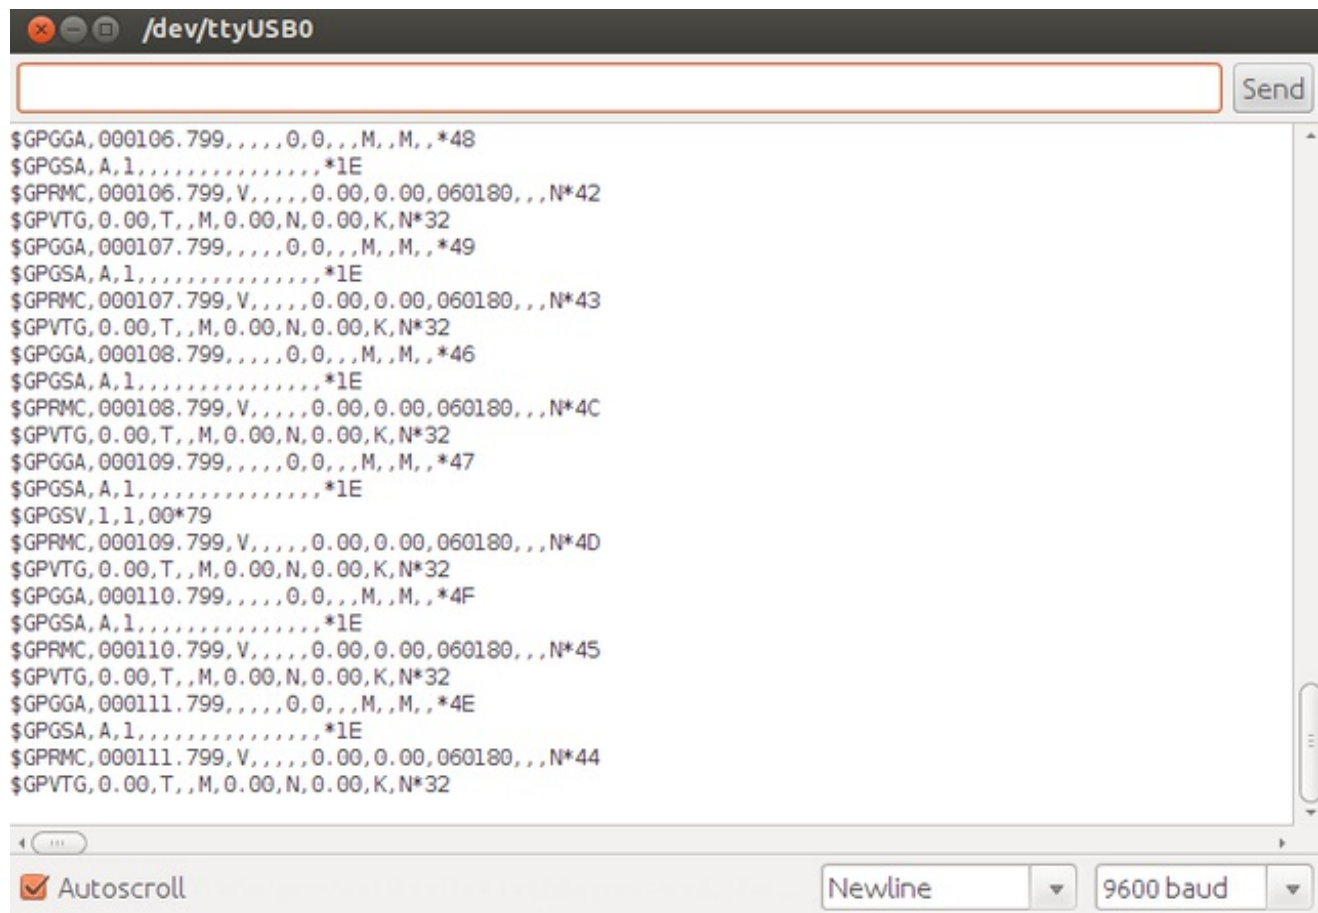 /dev/ttyUSB0
Send
$GPGGA,000106.799,,,,,0,0,,,M,,M,,*48
$GPGSA,A,1,,,,,,,,,,,,,,,*1E
$GPRMC,000106.799,V,,,,,0.00,0.00,060180,,,N*42
$GPVTG,0.00,T,,M,0.00,N,0.00,K,N*32
$GPGGA,000107.799,,,,,0,0,,,M,,M,,*49
$GPGSA,A,1,,,,,,,,,,,,,,,*1E
$GPRMC,000107.799,V,,,,,0.00,0.00,060180,,,N*43
$GPVTG,0.00,T,,M,0.00,N,0.00,K,N*32
$GPGGA,000108.799,,,,,0,0,,,M,,M,,*46
$GPGSA,A,1,,,,,,,,,,,,,,,*1E
$GPRMC,000108.799,V,,,,,0.00,0.00,060180,,,N*4C
$GPVTG,0.00,T,,M,0.00,N,0.00,K,N*32
$GPGGA,000109.799,,,,,0,0,,,M,,M,,*47
$GPGSA,A,1,,,,,,,,,,,,,,,*1E
$GPGSV,1,1,00*79
$GPRMC,000109.799,V,,,,,0.00,0.00,060180,,,N*4D
$GPVTG,0.00,T,,M,0.00,N,0.00,K,N*32
$GPGGA,000110.799,,,,,0,0,,,M,,M,,*4F
$GPGSA,A,1,,,,,,,,,,,,,,,*1E
$GPRMC,000110.799,V,,,,,0.00,0.00,060180,,,N*45
$GPVTG,0.00,T,,M,0.00,N,0.00,K,N*32
$GPGGA,000111.799,,,,,0,0,,,M,,M,,*4E
$GPGSA,A,1,,,,,,,,,,,,,,,*1E
$GPRMC,000111.799,V,,,,,0.00,0.00,060180,,,N*44
$GPVTG,0.00,T,,M,0.00,N,0.00,K,N*32
Autoscroll
Newline
9600 baud